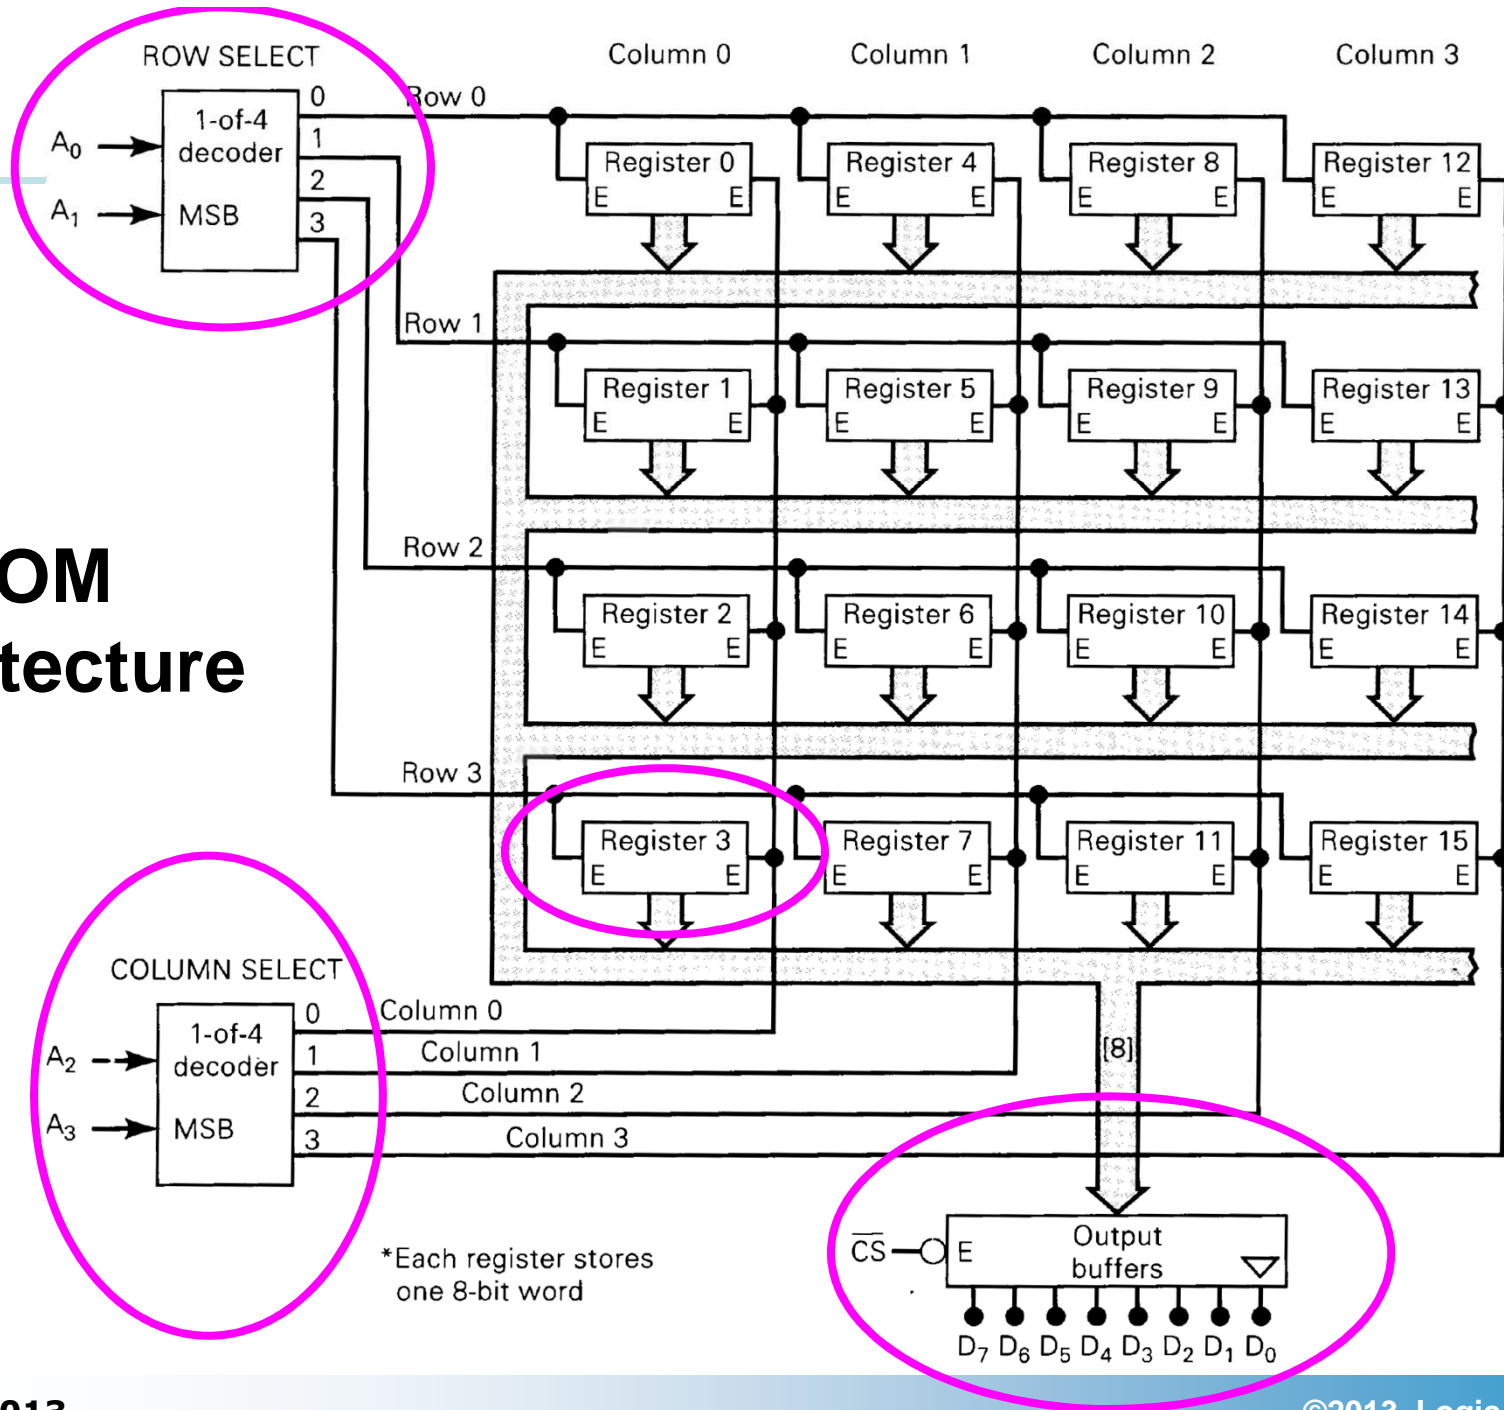 ROW SELECT
Column 0 Column 1 Column 2 Column 3
A0 1-of-4 decoder 0 Row 0
1
2
A1 MSB 3
Register 0 Register 4 Register 8 Register 12
E E E E E E E E
Row 1
Register 1 Register 5 Register 9 Register 13
E E E E E E E E
OM
tecture
Row 2
Register 2 Register 6 Register 10 Register 14
E E E E E E E E
Row 3
Register 3 Register 7 Register 11 Register 15
E E E E E E E E
COLUMN SELECT
A2 1-of-4 decoder 0 Column 0
1 Column 1
2 Column 2
A3 MSB 3 Column 3
[8]
*Each register stores
one 8-bit word
CS E Output
buffers
D7 D6 D5 D4 D3 D2 D1 D0
013
©2013, Logic